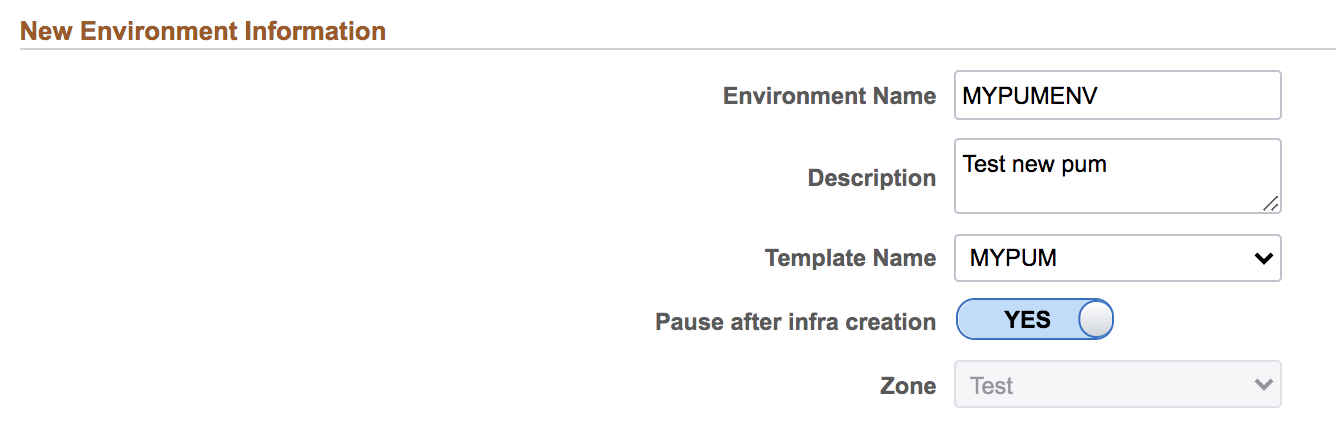 New Environment Information
Environment Name MYPUMENV
Description Test new pum
Template Name MYPUM
Pause after infra creation YES
Zone Test